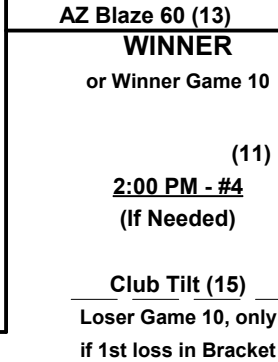 AZ Blaze 60 (13)
WINNER
or Winner Game 10
(11)
2:00 PM - #4
(If Needed)
Club Tilt (15)
Loser Game 10, only
if 1st loss in Bracket